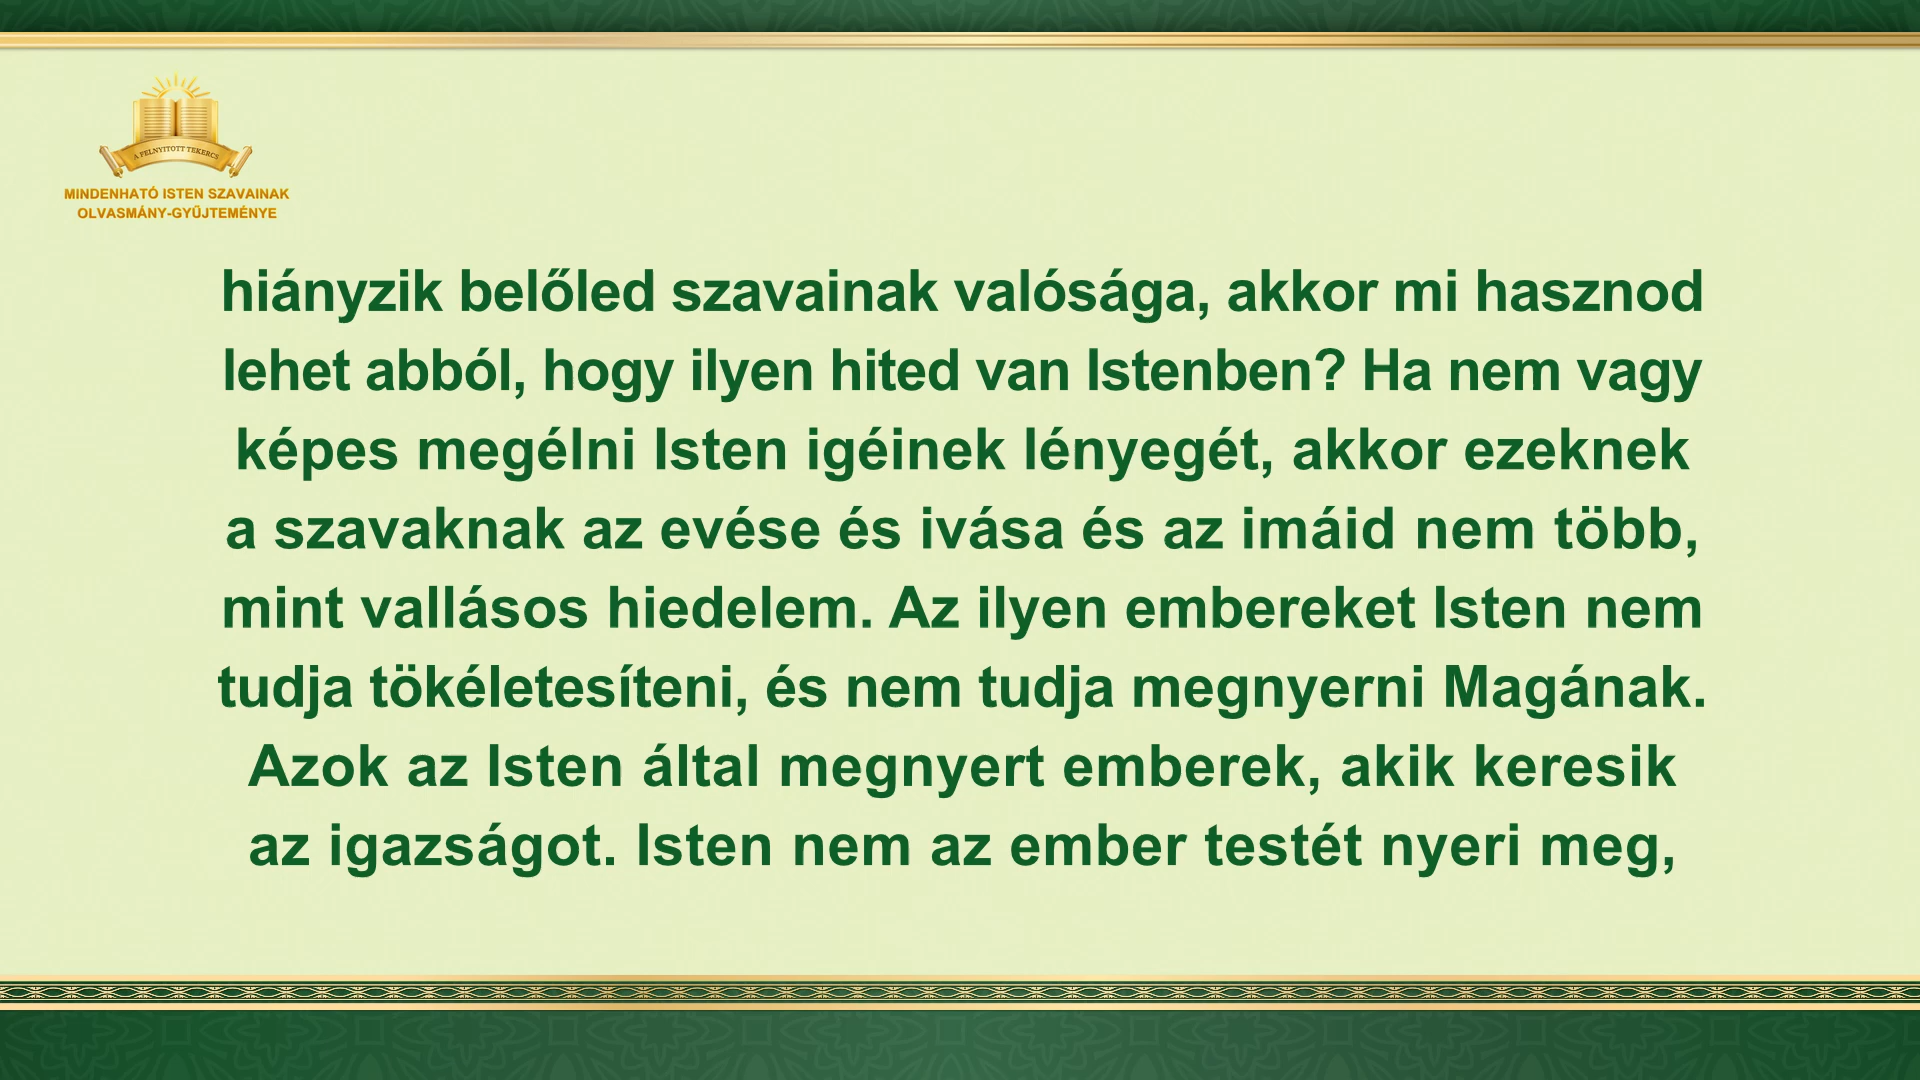 A FELNYITOTT TEKERCS
MINDENHATÓ ISTEN SZAVAINAK
OLVASMÁNY-GYŰJTEMÉNYE
hiányzik belőled szavainak valósága, akkor mi hasznod
lehet abból, hogy ilyen hited van Istenben? Ha nem vagy
képes megélni Isten igéinek lényegét, akkor ezeknek
a szavaknak az evése és ivása és az imáid nem több,
mint vallásos hiedelem. Az ilyen embereket Isten nem
tudja tökéletesíteni, és nem tudja megnyerni Magának.
Azok az Isten által megnyert emberek, akik keresik
az igazságot. Isten nem az ember testét nyeri meg,